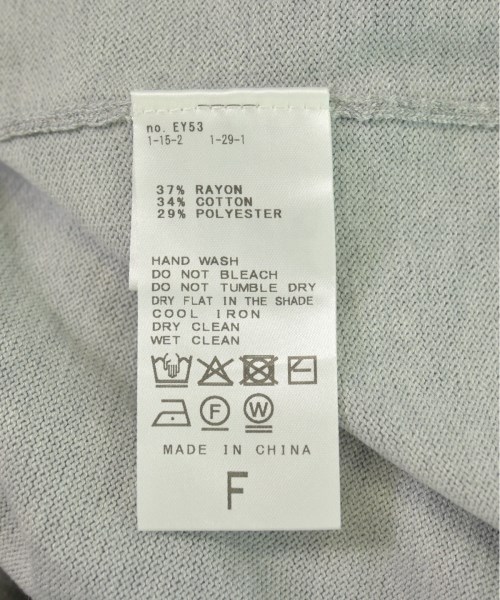 no. EY53
1-15-2 1-29-1
37% RAYON
34% COTTON
29% POLYESTER
HAND WASH
DO NOT BLEACH
DO NOT TUMBLE DRY
DRY FLAT IN THE SHADE
COOL IRON
DRY CLEAN
WET CLEAN
F W
MADE IN CHINA
F